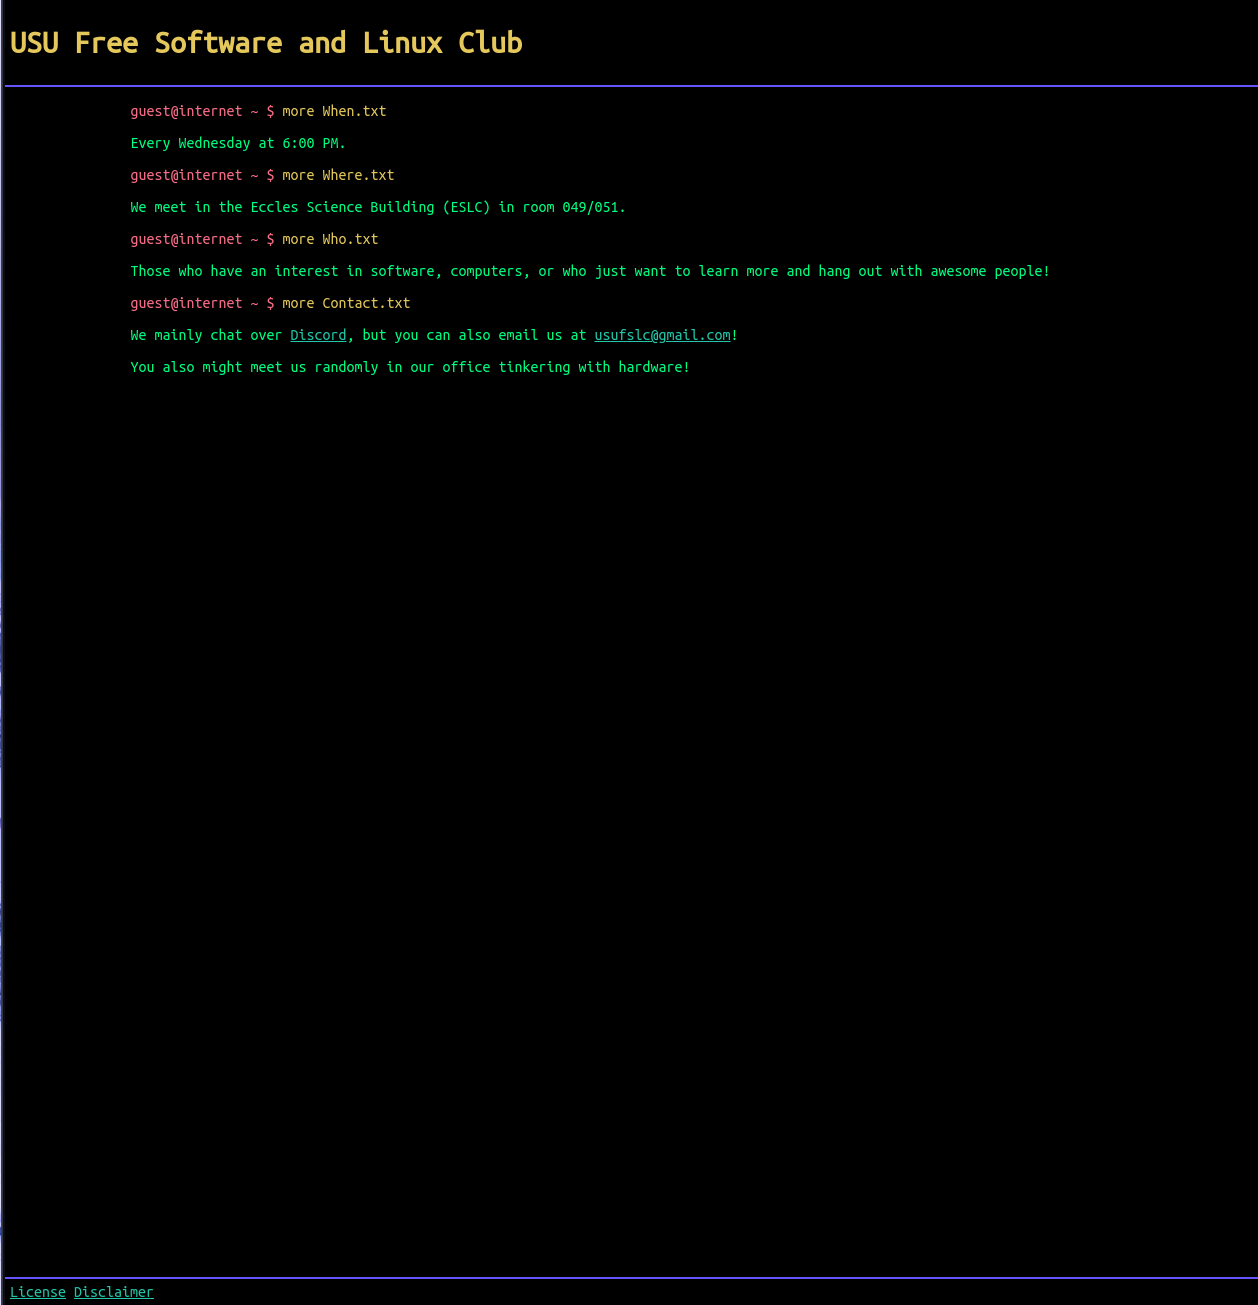 USU Free Software and Linux Club
guest@internet ~ $ more When.txt
Every Wednesday at 6:00 PM.
guest@internet ~ $ more Where.txt
We meet in the Eccles Science Building (ESLC) in room 049/051.
guest@internet ~ $ more Who.txt
Those who have an interest in software, computers, or who just want to learn more and hang out with awesome people!
guest@internet ~ $ more Contact.txt
We mainly chat over Discord, but you can also email us at usufslc@gmail.com!
You also might meet us randomly in our office tinkering with hardware!
License Disclaimer